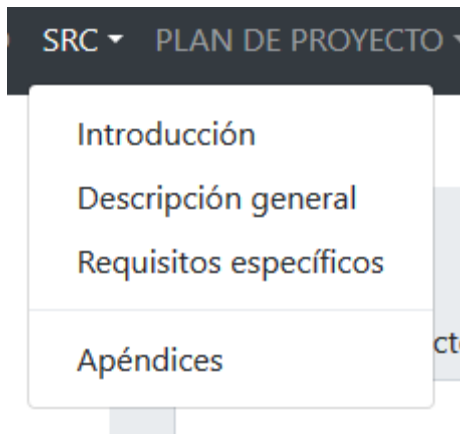 SRC PLAN DE PROYECTO
Introducción
Descripción general
Requisitos específicos
Apéndices